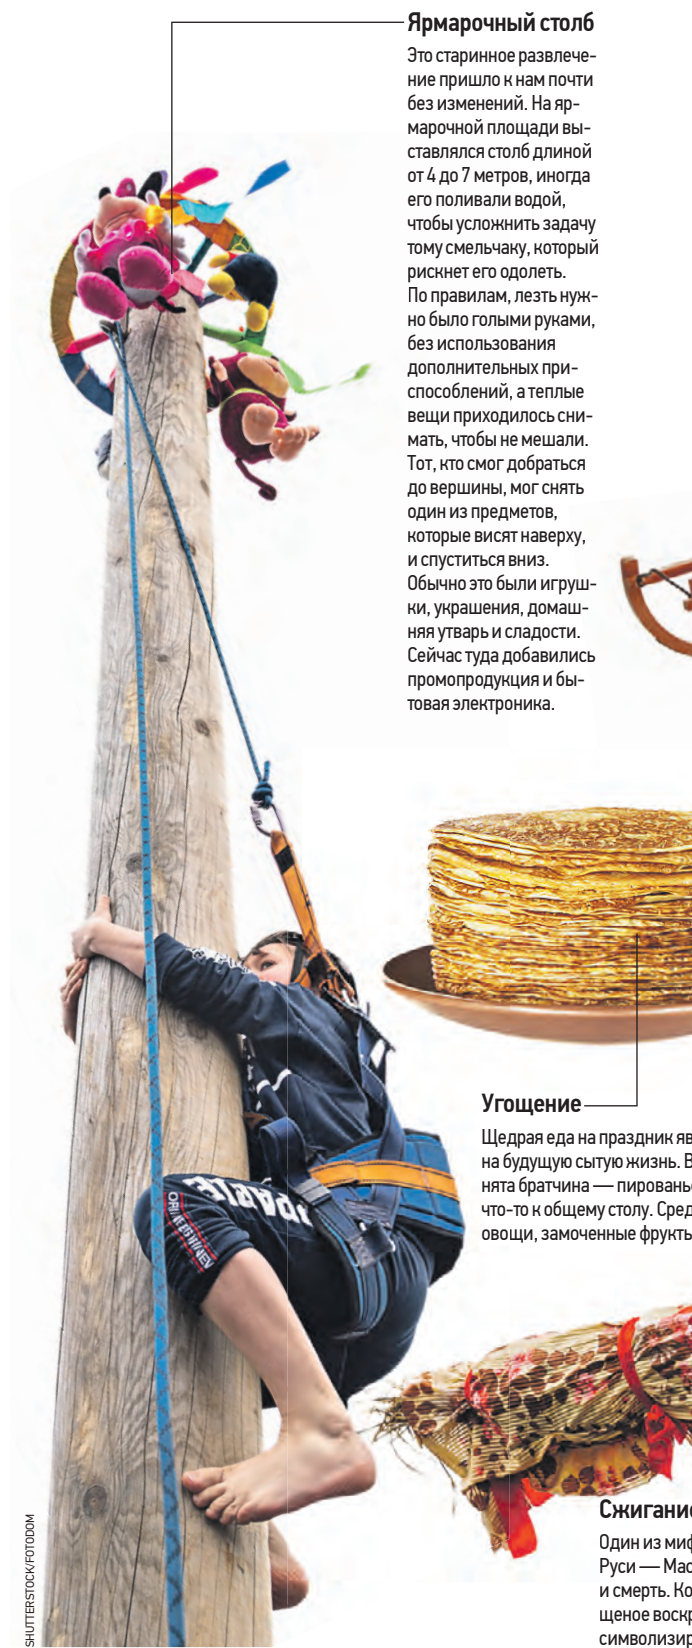 Ярмарочный столб
Это старинное развлече-
ние пришло к нам почти
без изменений. На яр-
марочной площади вы-
ставлялся столб длиной
от 4 до 7 метров, иногда
его поливали водой,
чтобы усложнить задачу
тому смельчаку, который
рискнет его одолеть.
По правилам, лезть нуж-
но было голыми руками,
без использования
дополнительных при-
способлений, а теплые
вещи приходилось сни-
мать, чтобы не мешали.
Тот, кто смог добраться
до вершины, мог снять
один из предметов,
которые висят наверху,
и спуститься вниз.
Обычно это были игруш-
ки, украшения, домаш-
няя утварь и сладости.
Сейчас туда добавились
промопродукция и бы-
товая электроника.
Угощение
Щедрая еда на праздник яв
на будущую сытую жизнь. В
нята братчина — пированье
что-то к общему столу. Сред
овощи, замоченные фрукты
Сжигание
Один из миф
Руси — Мас
и смерть. Ко
щеное воскр
символизир
SHUTTERSTOCK/FOTODOM